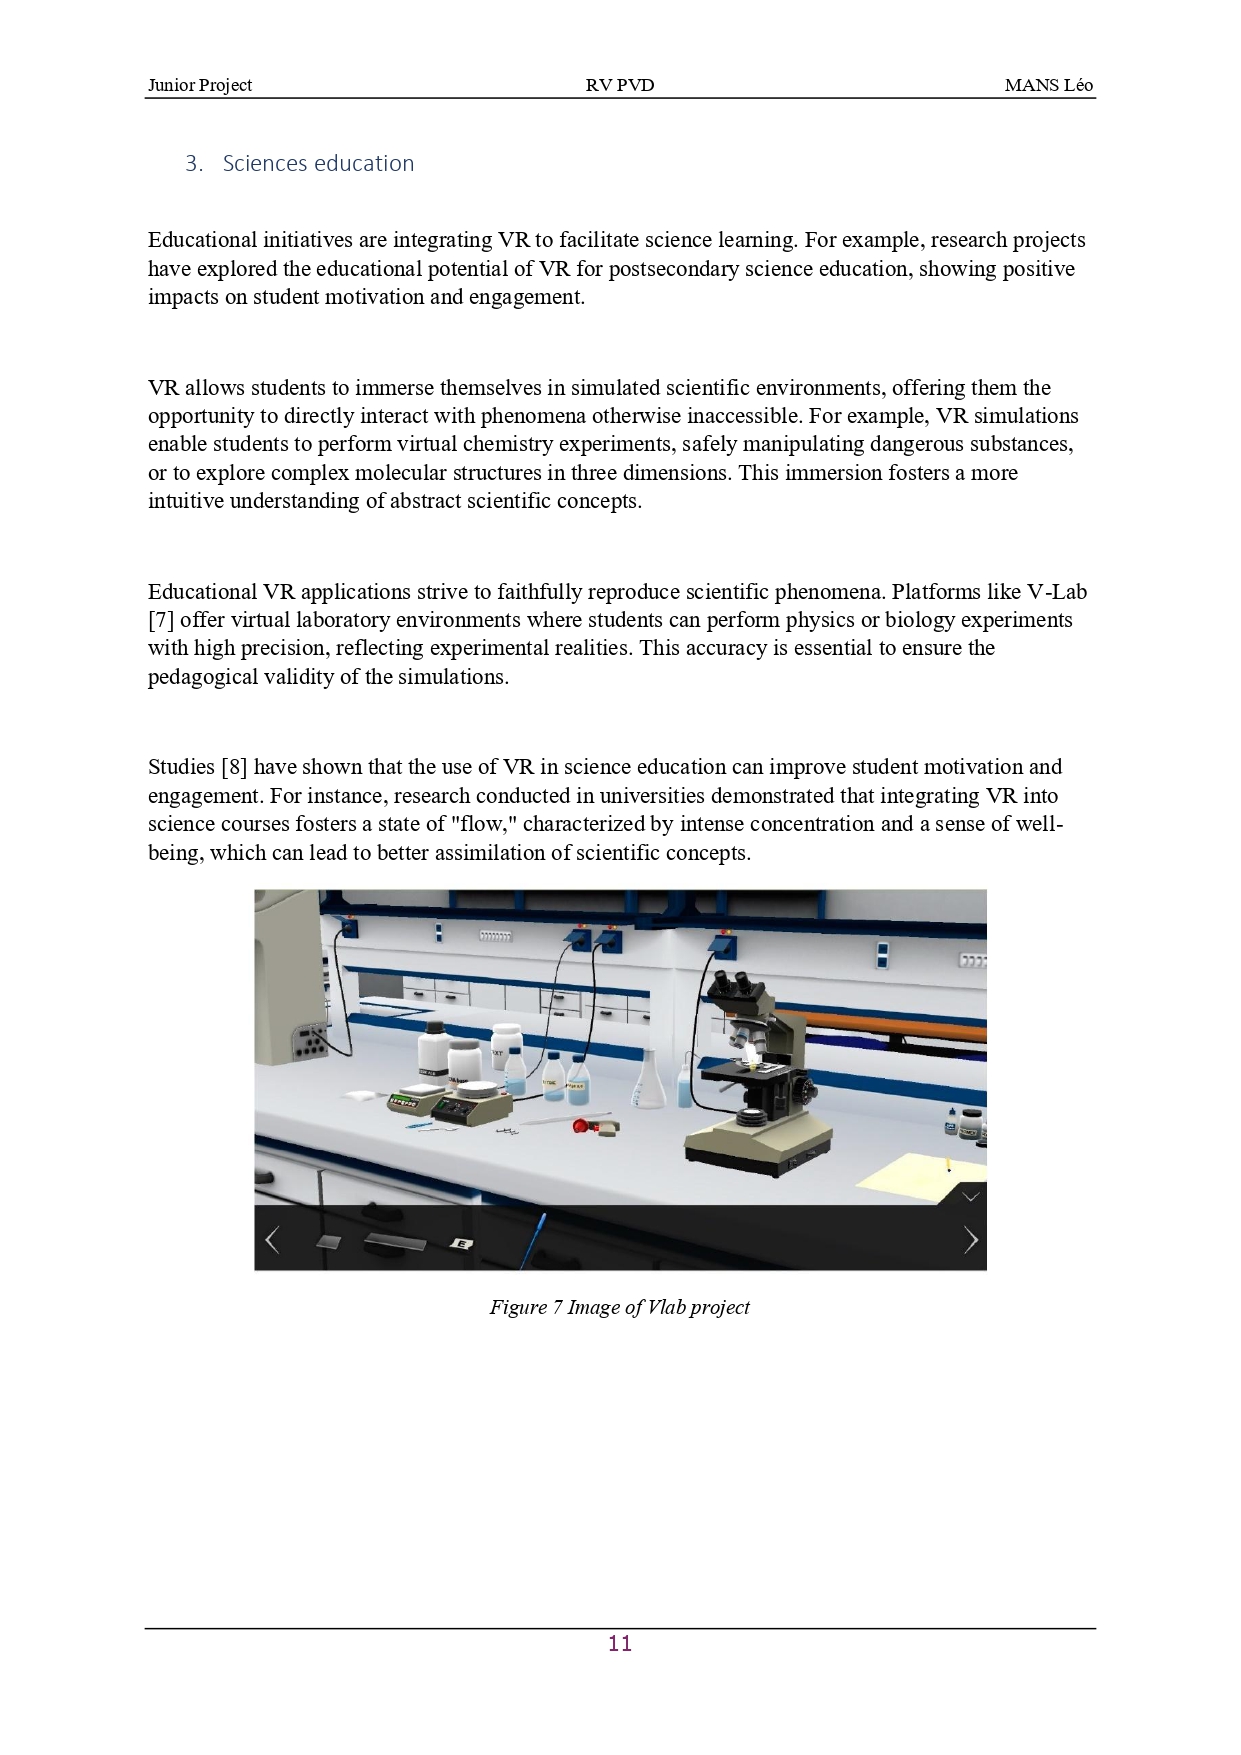 Junior Project RV PVD MANS Léo
3. Sciences education
Educational initiatives are integrating VR to facilitate science learning. For example, research projects
have explored the educational potential of VR for postsecondary science education, showing positive
impacts on student motivation and engagement.
VR allows students to immerse themselves in simulated scientific environments, offering them the
opportunity to directly interact with phenomena otherwise inaccessible. For example, VR simulations
enable students to perform virtual chemistry experiments, safely manipulating dangerous substances,
or to explore complex molecular structures in three dimensions. This immersion fosters a more
intuitive understanding of abstract scientific concepts.
Educational VR applications strive to faithfully reproduce scientific phenomena. Platforms like V-Lab
[7] offer virtual laboratory environments where students can perform physics or biology experiments
with high precision, reflecting experimental realities. This accuracy is essential to ensure the
pedagogical validity of the simulations.
Studies [8] have shown that the use of VR in science education can improve student motivation and
engagement. For instance, research conducted in universities demonstrated that integrating VR into
science courses fosters a state of "flow," characterized by intense concentration and a sense of well-
being, which can lead to better assimilation of scientific concepts.
E
Figure 7 Image of Vlab project
11